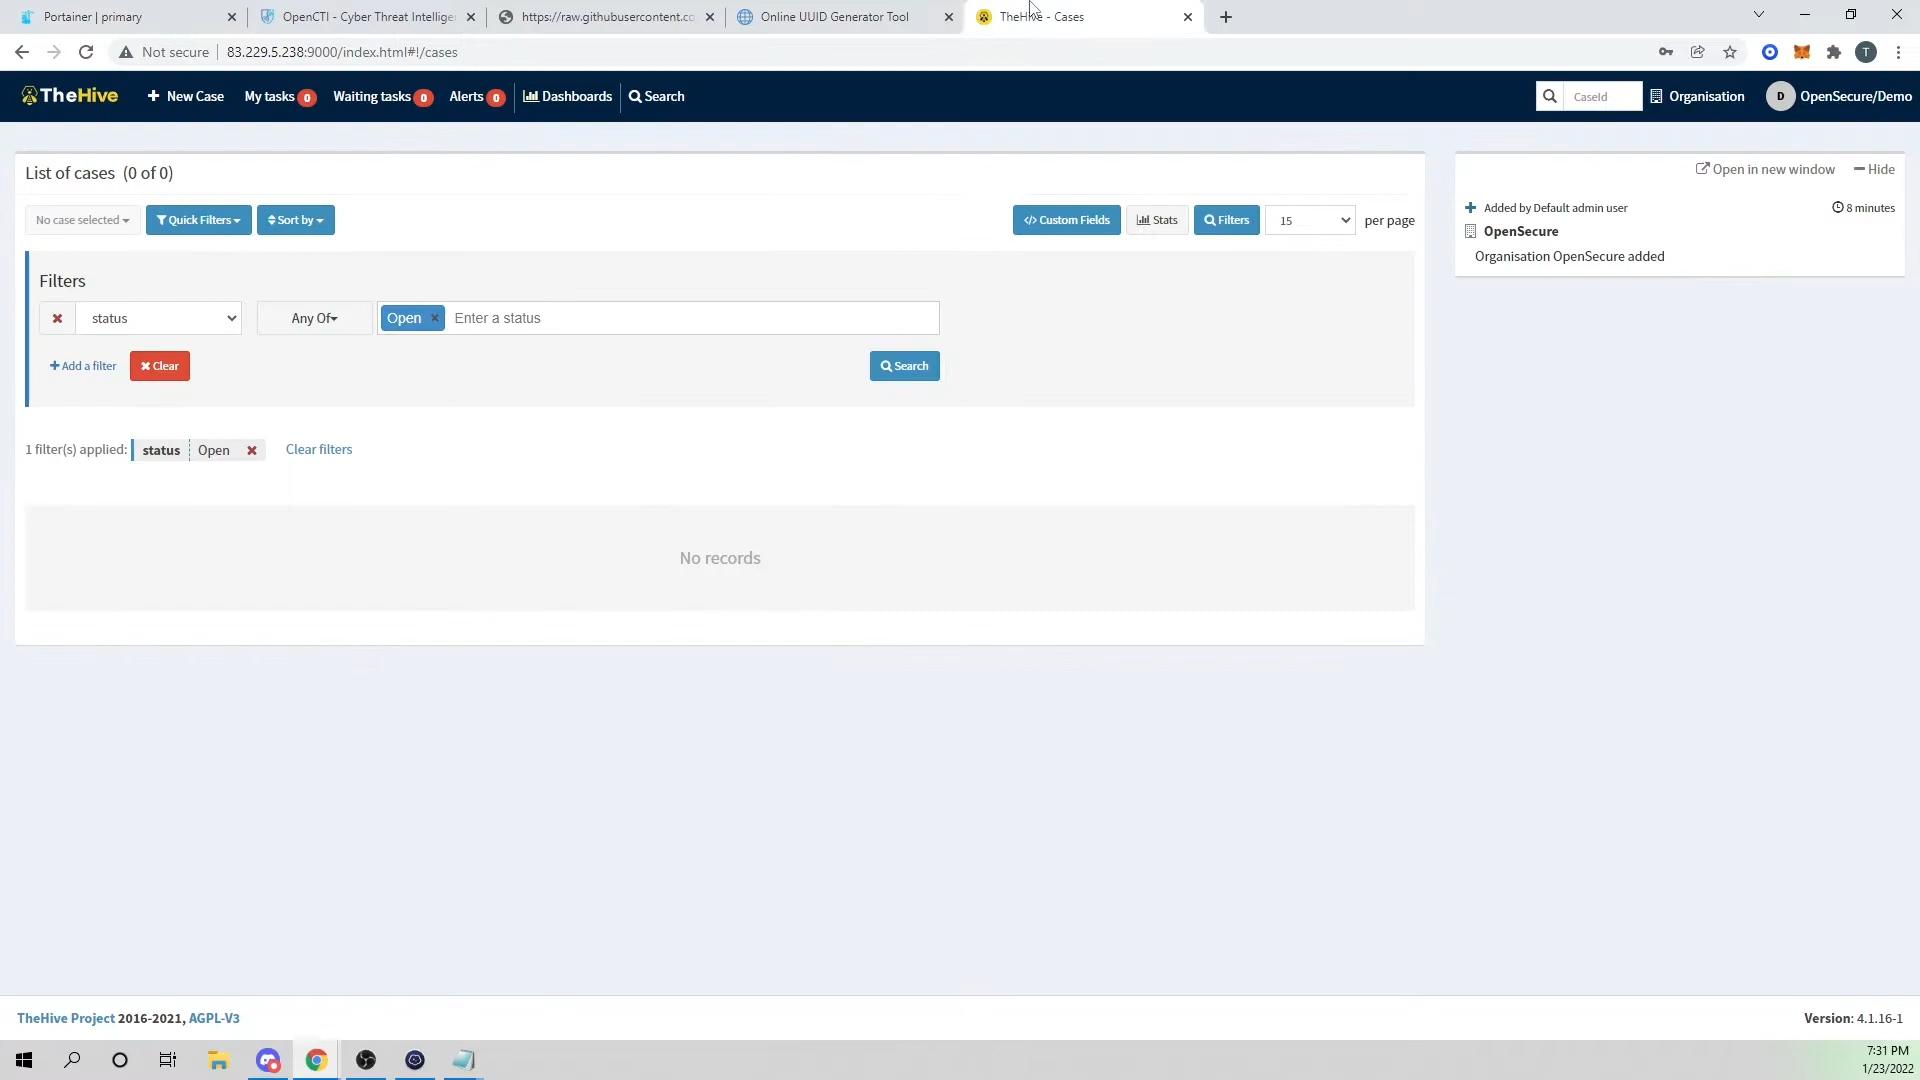 Portainer | primary
OpenCTI - Cyber Threat Intellige
https://raw.githubusercontent.co
Online UUID Generator Tool
TheHive - Cases
Not secure
83.229.5.238:9000/index.html#!/cases
T
TheHive
New Case
My tasks 0
Waiting tasks 0
Alerts 0
Dashboards
Search
CaseId
Organisation
D
OpenSecure/Demo
List of cases (0 of 0)
No case selected
Quick Filters
Sort by
Custom Fields
Stats
Filters
15
per page
Filters
status
Any Of
Open
Enter a status
Add a filter
Clear
Search
1 filter(s) applied:
status
Open
Clear filters
No records
Open in new window
Hide
Added by Default admin user
8 minutes
OpenSecure
Organisation OpenSecure added
TheHive Project 2016-2021, AGPL-V3
Version: 4.1.16-1
7:31 PM
1/23/2022